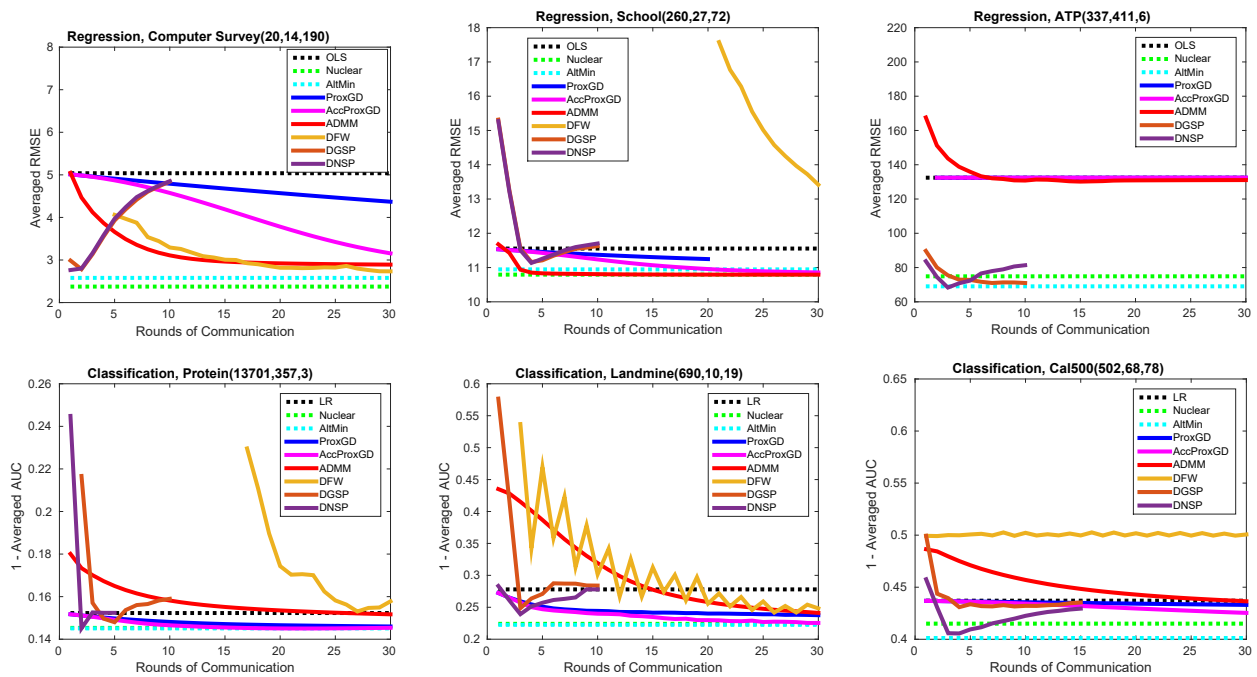 Regression, Computer Survey(20,14,190)
8
7
6
5
4
3
2
Averaged RMSE
OLS
Nuclear
AltMin
ProxGD
AccProxGD
ADMM
DFW
DGSP
DNSP
0 5 10 15 20 25 30
Rounds of Communication
Regression, School(260,27,72)
18
17
16
15
14
13
12
11
10
Averaged RMSE
OLS
Nuclear
AltMin
ProxGD
AccProxGD
ADMM
DFW
DGSP
DNSP
0 5 10 15 20 25 30
Rounds of Communication
Regression, ATP(337,411,6)
220
200
180
160
140
120
100
80
60
Averaged RMSE
OLS
Nuclear
AltMin
ProxGD
AccProxGD
ADMM
DFW
DGSP
DNSP
0 5 10 15 20 25 30
Rounds of Communication
Classification, Protein(13701,357,3)
0.26
0.24
0.22
0.2
0.18
0.16
0.14
1 - Averaged AUC
LR
Nuclear
AltMin
ProxGD
AccProxGD
ADMM
DFW
DGSP
DNSP
0 5 10 15 20 25 30
Rounds of Communication
Classification, Landmine(690,10,19)
0.6
0.55
0.5
0.45
0.4
0.35
0.3
0.25
0.2
1 - Averaged AUC
LR
Nuclear
AltMin
ProxGD
AccProxGD
ADMM
DFW
DGSP
DNSP
0 5 10 15 20 25 30
Rounds of Communication
Classification, Cal500(502,68,78)
0.65
0.6
0.55
0.5
0.45
0.4
1 - Averaged AUC
LR
Nuclear
AltMin
ProxGD
AccProxGD
ADMM
DFW
DGSP
DNSP
0 5 10 15 20 25 30
Rounds of Communication